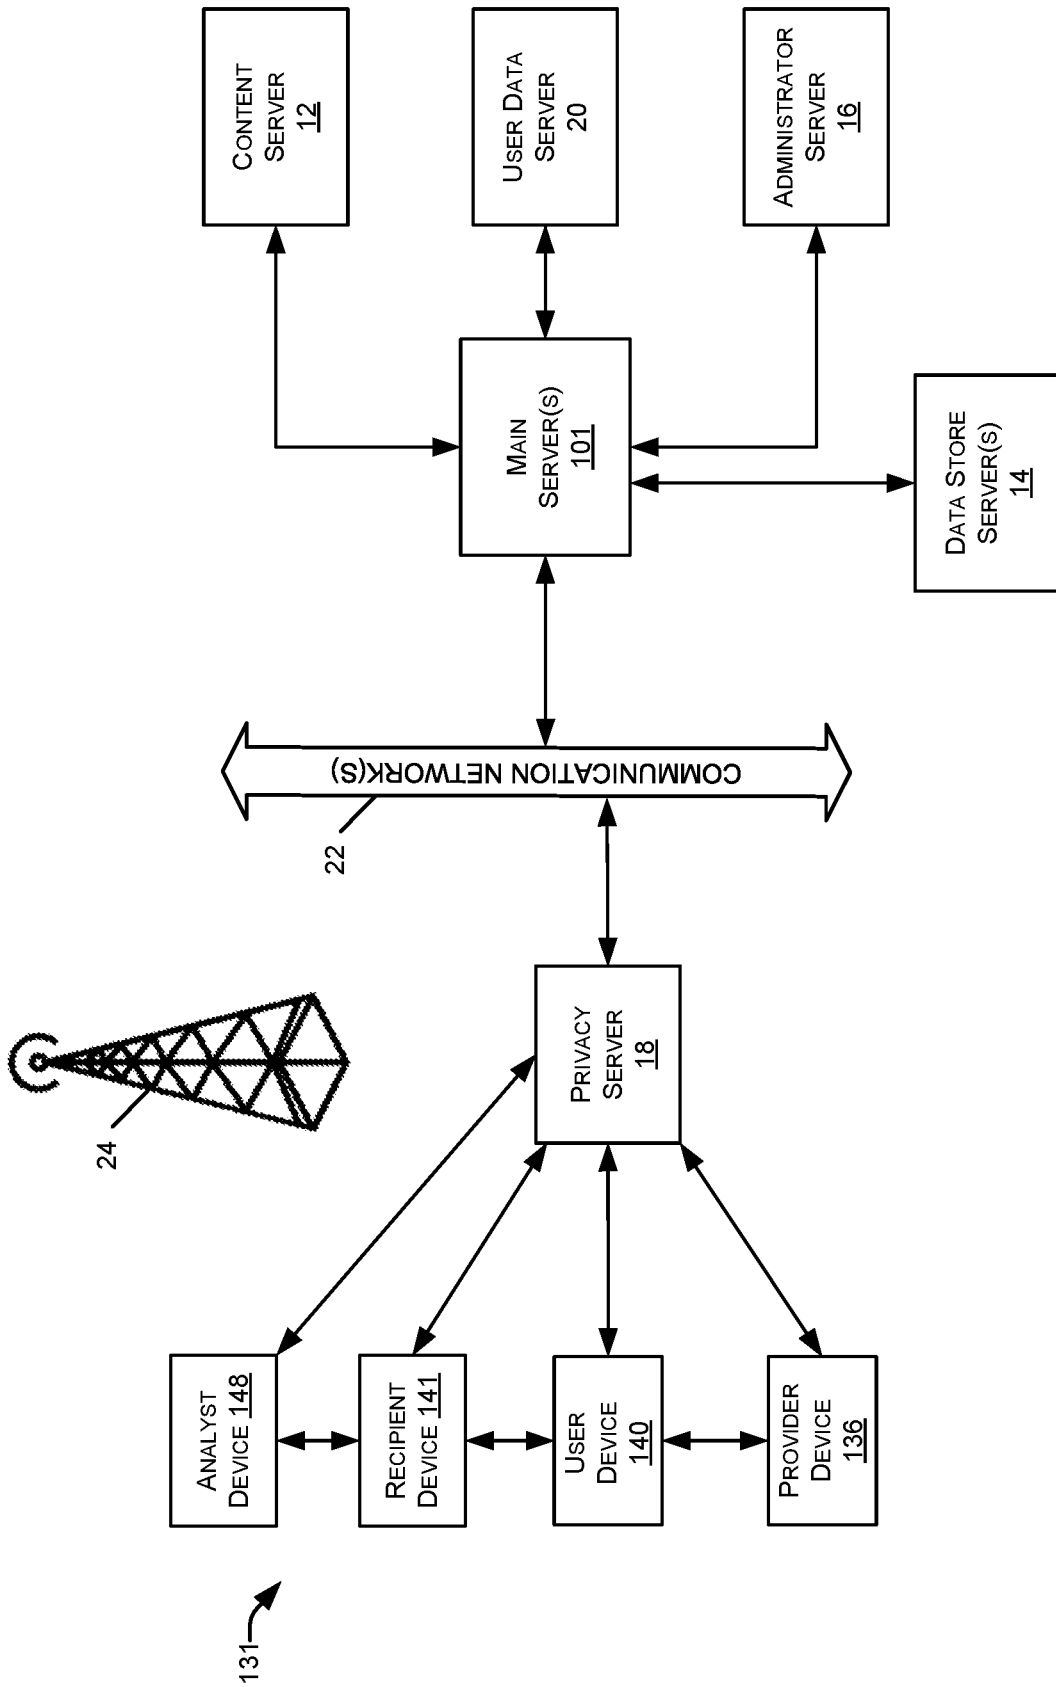 131
ANALYST
DEVICE 148
RECIPIENT
DEVICE 141
USER
DEVICE
140
PROVIDER
DEVICE
136
24
PRIVACY
SERVER
18
22
COMMUNICATION NETWORK(S)
MAIN
SERVER(S)
101
CONTENT
SERVER
12
USER DATA
SERVER
20
ADMINISTRATOR
SERVER
16
DATA STORE
SERVER(S)
14